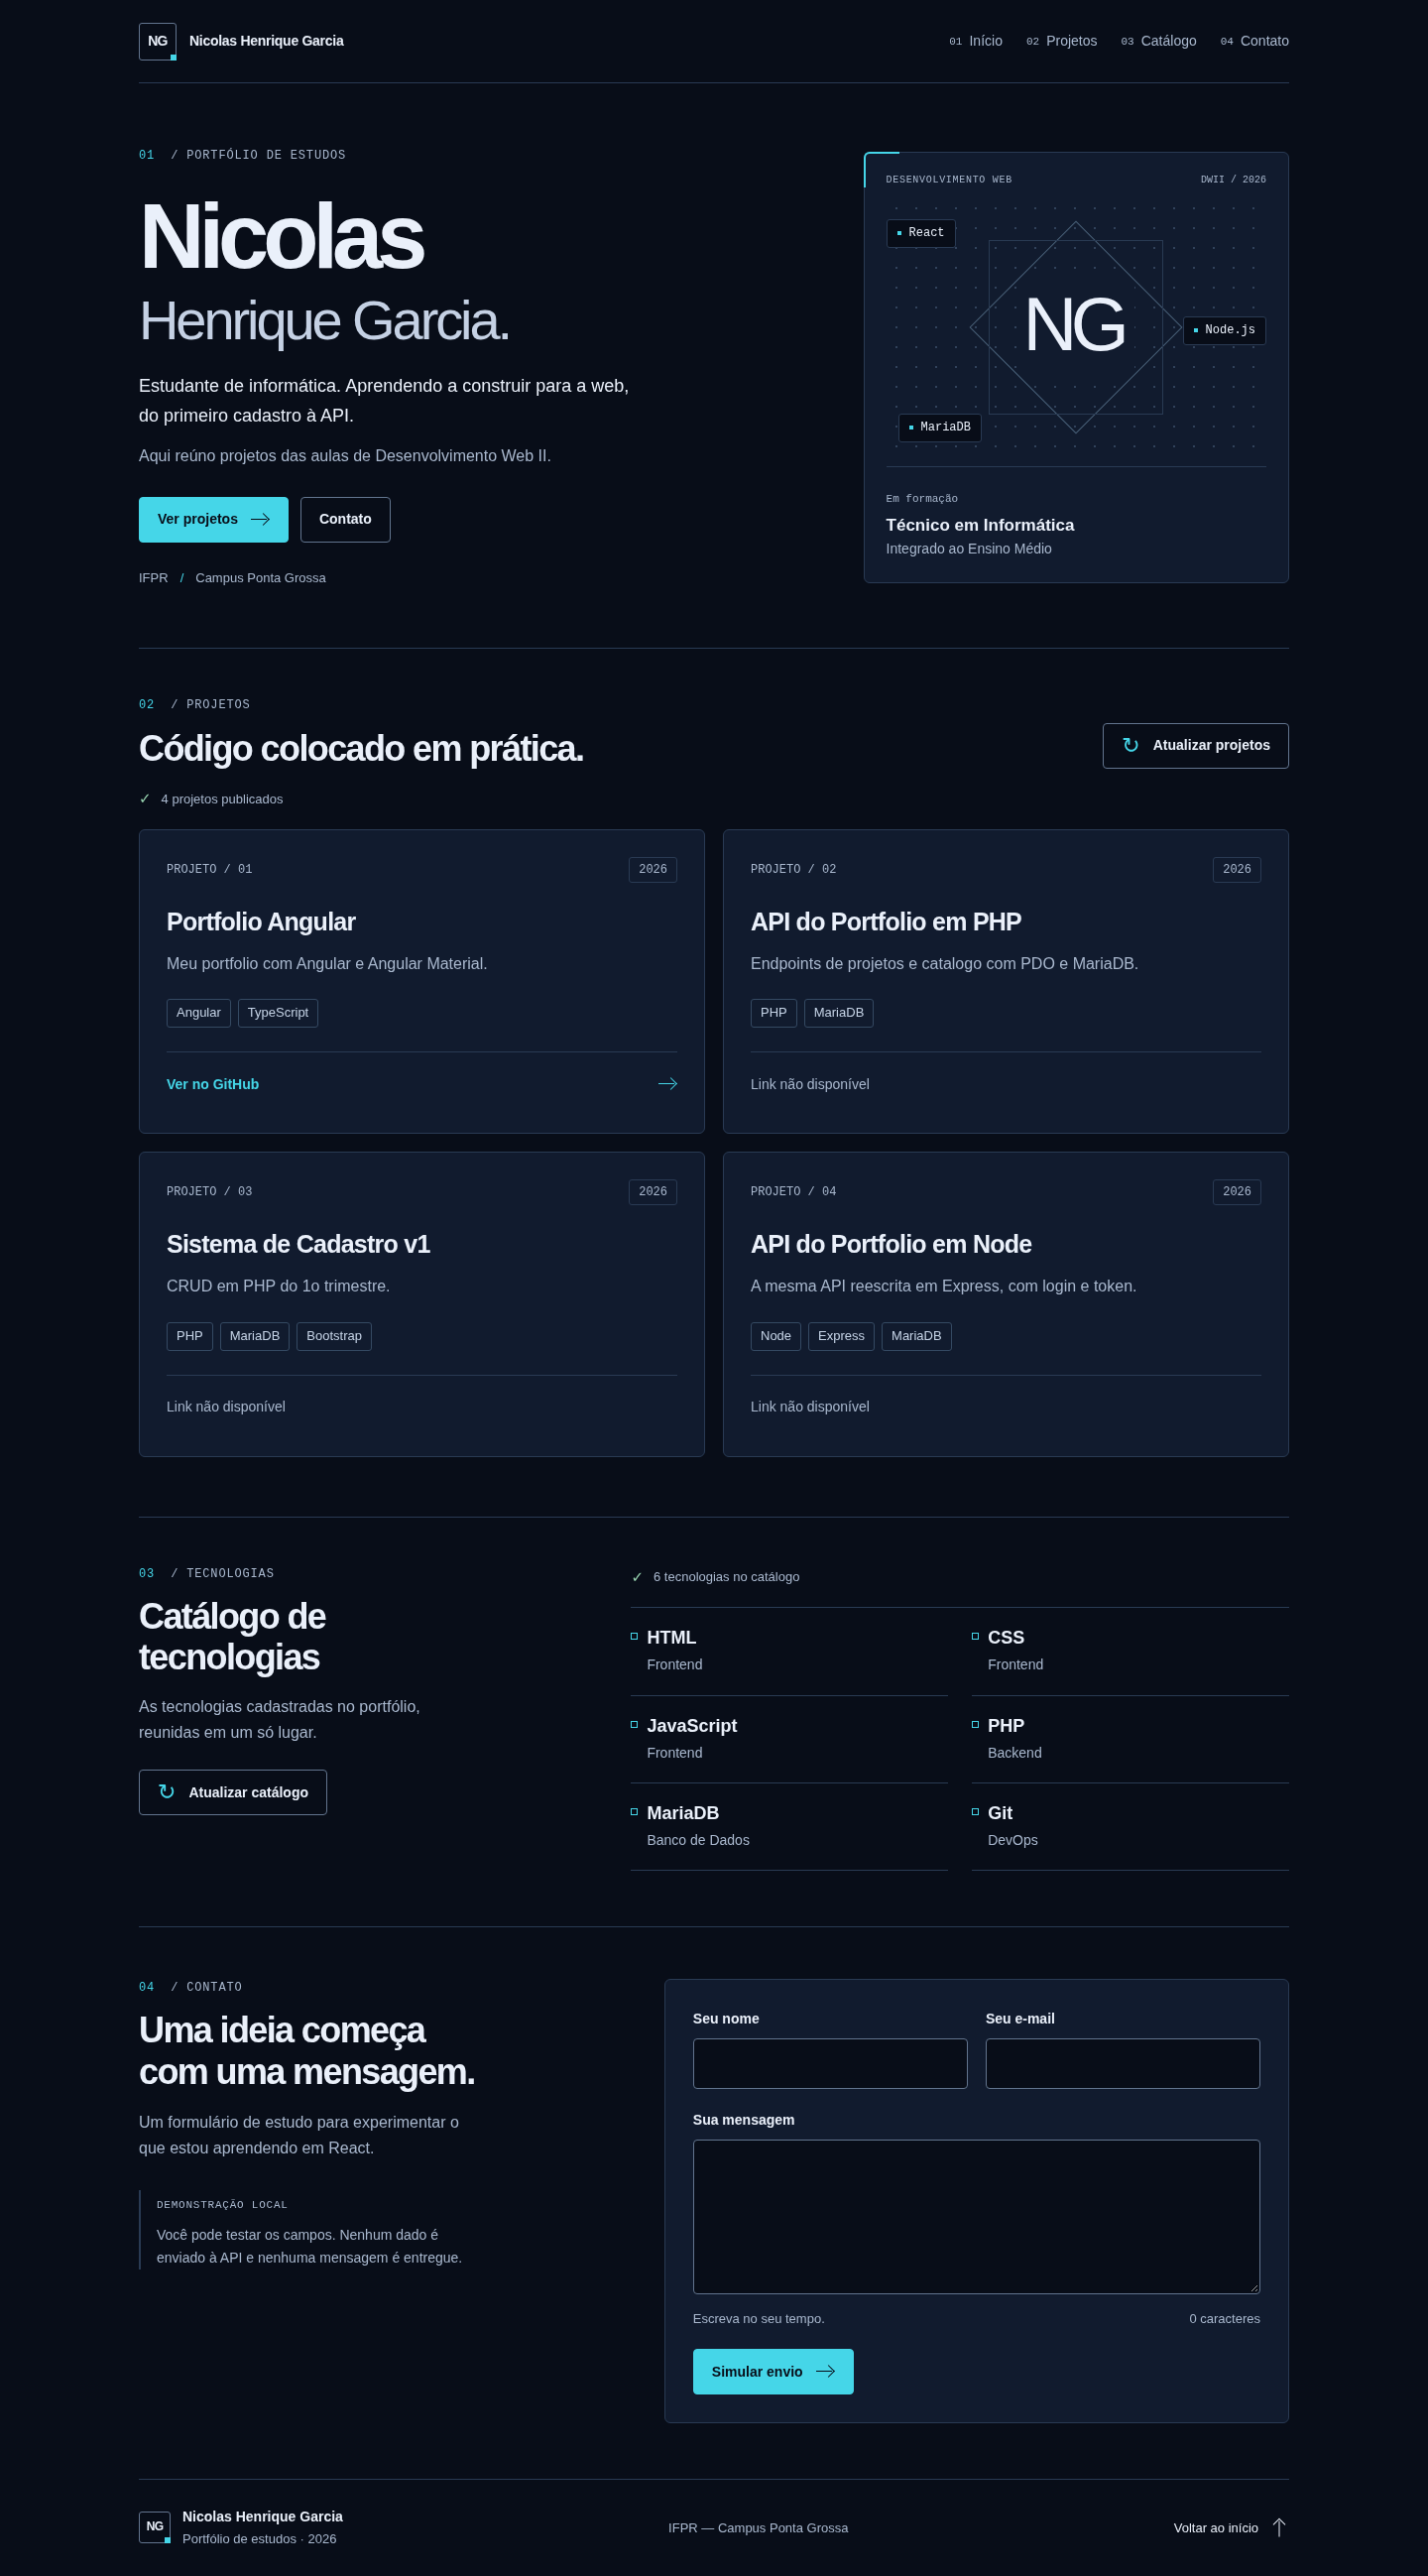 NG
Nicolas Henrique Garcia
01 Início
02 Projetos
03 Catálogo
04 Contato
01 / PORTFÓLIO DE ESTUDOS
Nicolas
Henrique Garcia.
Estudante de informática. Aprendendo a construir para a web,
do primeiro cadastro à API.
Aqui reúno projetos das aulas de Desenvolvimento Web II.
Ver projetos
Contato
IFPR / Campus Ponta Grossa
DESENVOLVIMENTO WEB
DWII / 2026
React
NG
Node.js
MariaDB
Em formação
Técnico em Informática
Integrado ao Ensino Médio
02 / PROJETOS
Código colocado em prática.
↻ Atualizar projetos
✓ 4 projetos publicados
PROJETO / 01
2026
Portfolio Angular
Meu portfolio com Angular e Angular Material.
Angular
TypeScript
Ver no GitHub
PROJETO / 02
2026
API do Portfolio em PHP
Endpoints de projetos e catalogo com PDO e MariaDB.
PHP
MariaDB
Link não disponível
PROJETO / 03
2026
Sistema de Cadastro v1
CRUD em PHP do 1o trimestre.
PHP
MariaDB
Bootstrap
Link não disponível
PROJETO / 04
2026
API do Portfolio em Node
A mesma API reescrita em Express, com login e token.
Node
Express
MariaDB
Link não disponível
03 / TECNOLOGIAS
Catálogo de
tecnologias
As tecnologias cadastradas no portfólio,
reunidas em um só lugar.
↻ Atualizar catálogo
✓ 6 tecnologias no catálogo
HTML
Frontend
CSS
Frontend
JavaScript
Frontend
PHP
Backend
MariaDB
Banco de Dados
Git
DevOps
04 / CONTATO
Uma ideia começa
com uma mensagem.
Um formulário de estudo para experimentar o
que estou aprendendo em React.
DEMONSTRAÇÃO LOCAL
Você pode testar os campos. Nenhum dado é
enviado à API e nenhuma mensagem é entregue.
Seu nome
Seu e-mail
Sua mensagem
Escreva no seu tempo.
0 caracteres
Simular envio
NG
Nicolas Henrique Garcia
Portfólio de estudos · 2026
IFPR — Campus Ponta Grossa
Voltar ao início